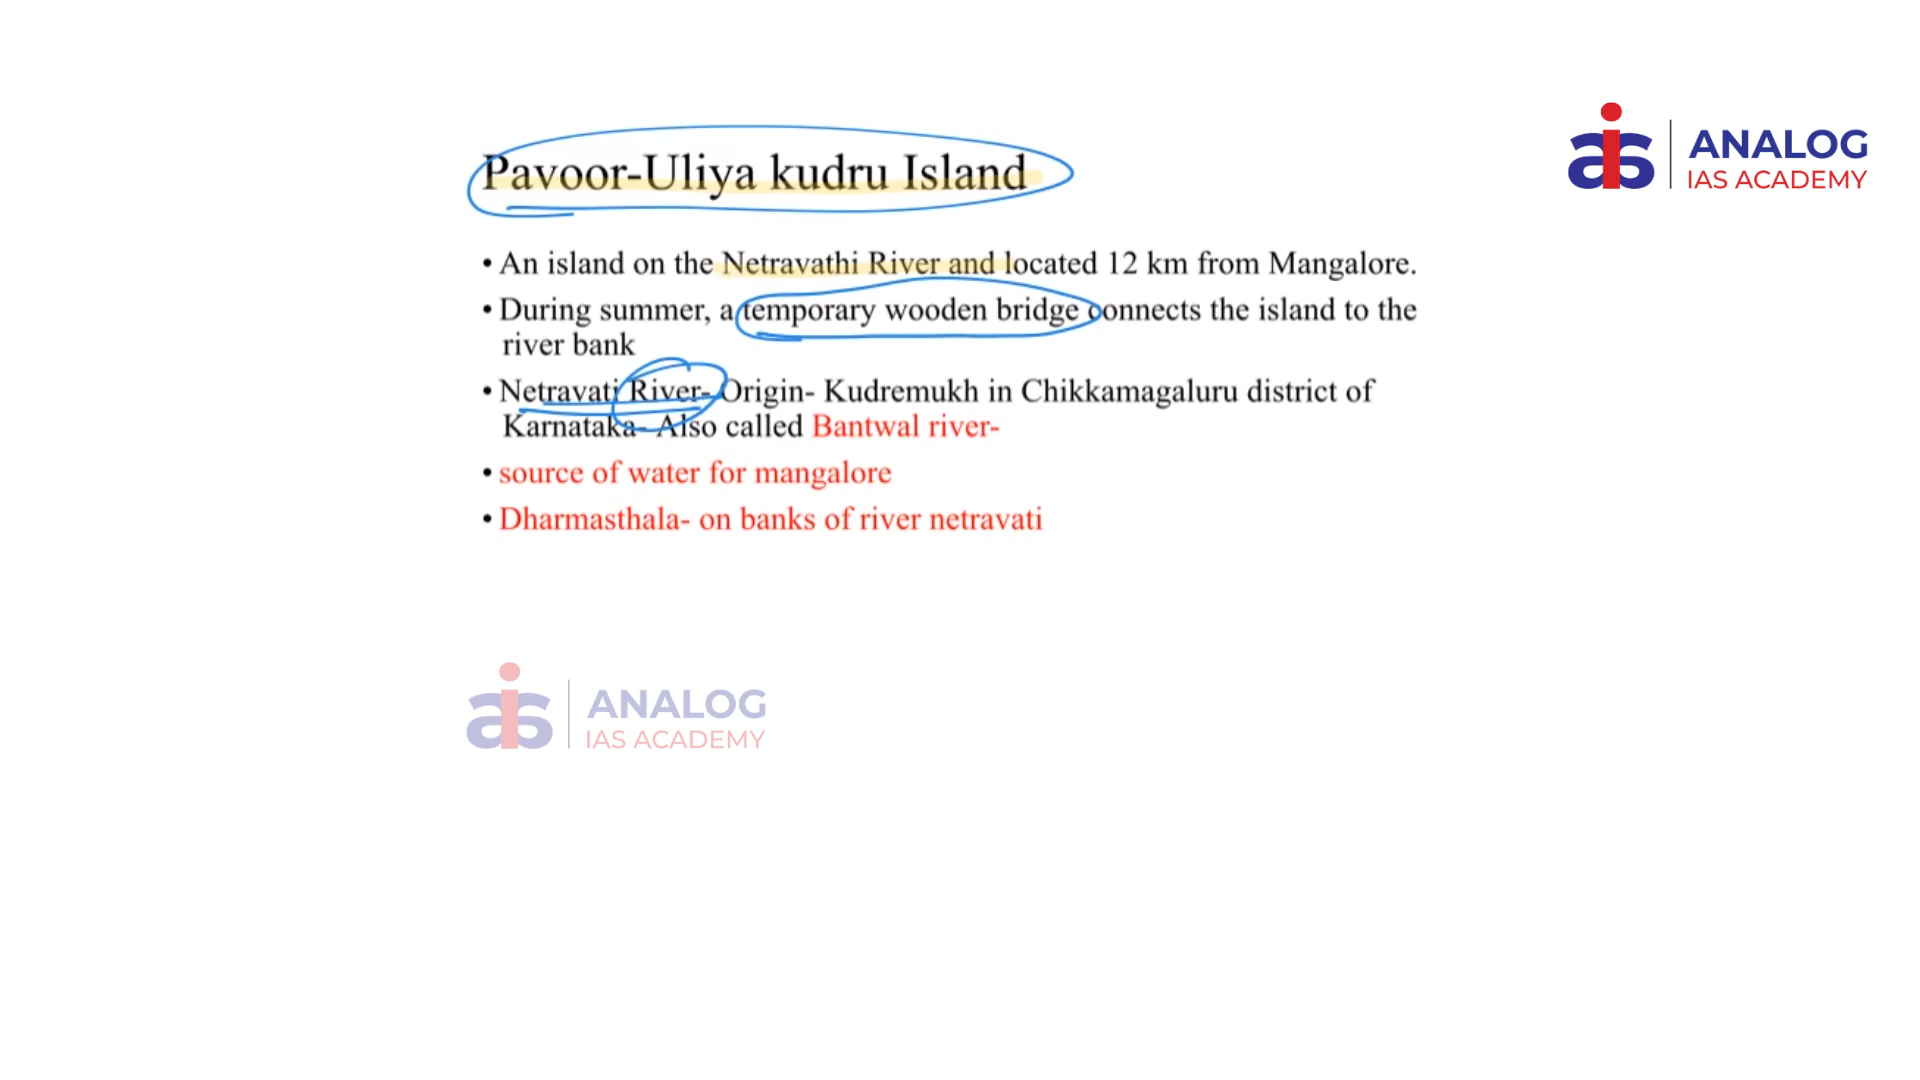 Pavoor-Uliya kudru Island
ANALOG
IAS ACADEMY
• An island on the Netravathi River and located 12 km from Mangalore.
• During summer, a temporary wooden bridge connects the island to the
river bank
• Netravati River- Origin- Kudremukh in Chikkamagaluru district of
Karnataka- Also called Bantwal river-
• source of water for mangalore
• Dharmasthala- on banks of river netravati
ANALOG
IAS ACADEMY